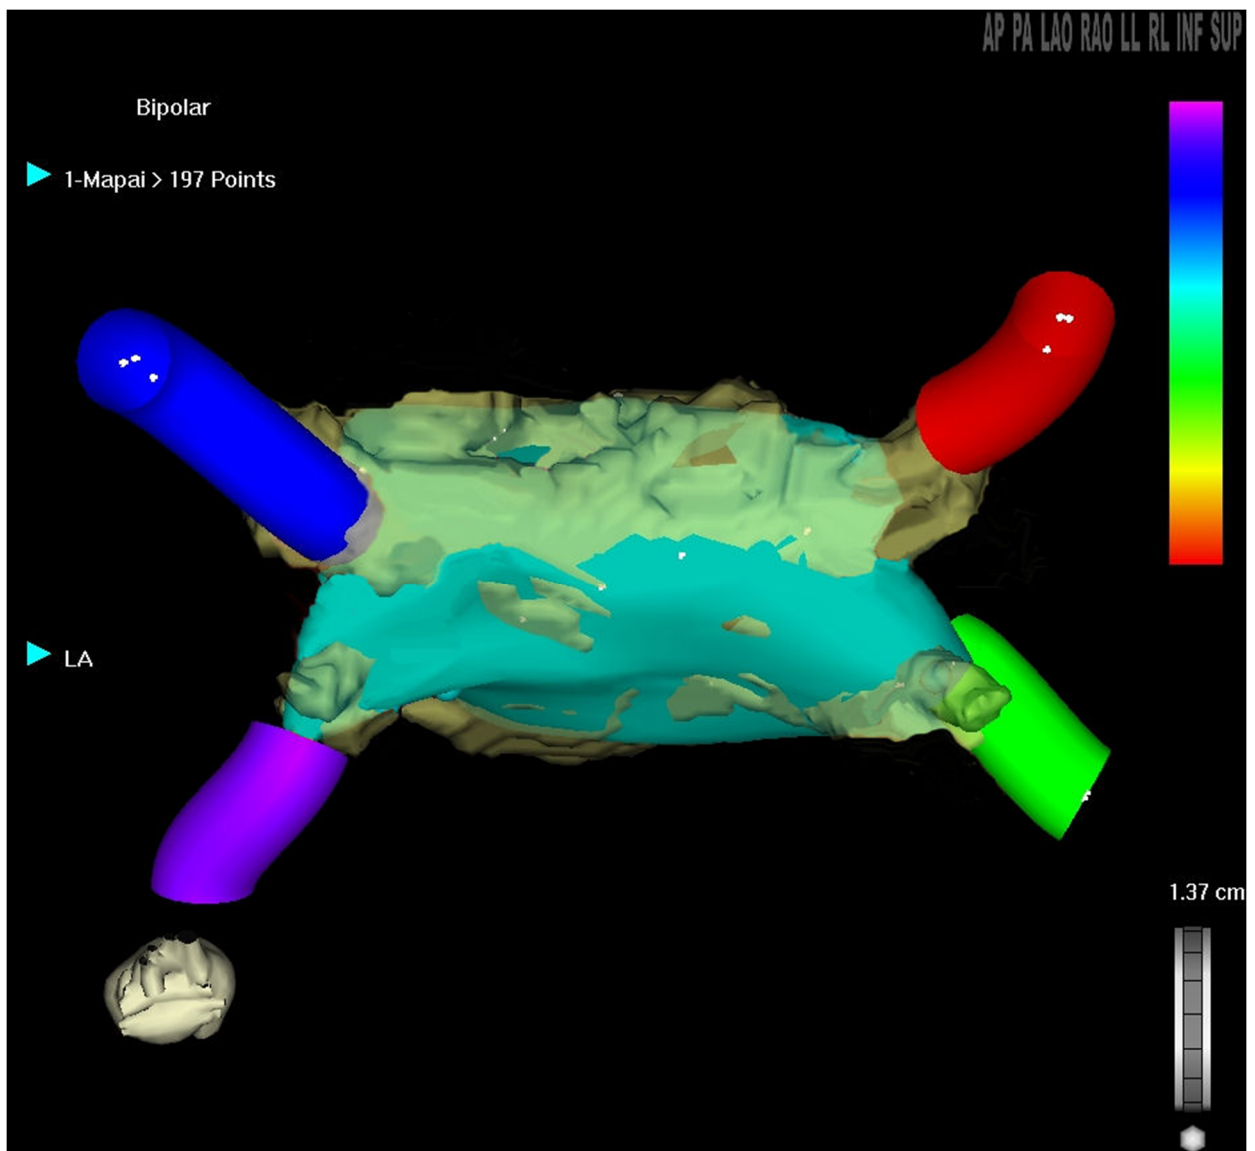 AP PA LAO RAO LL RL INF SUP
Bipolar
1-Mapai > 197 Points
LA
1.37 cm